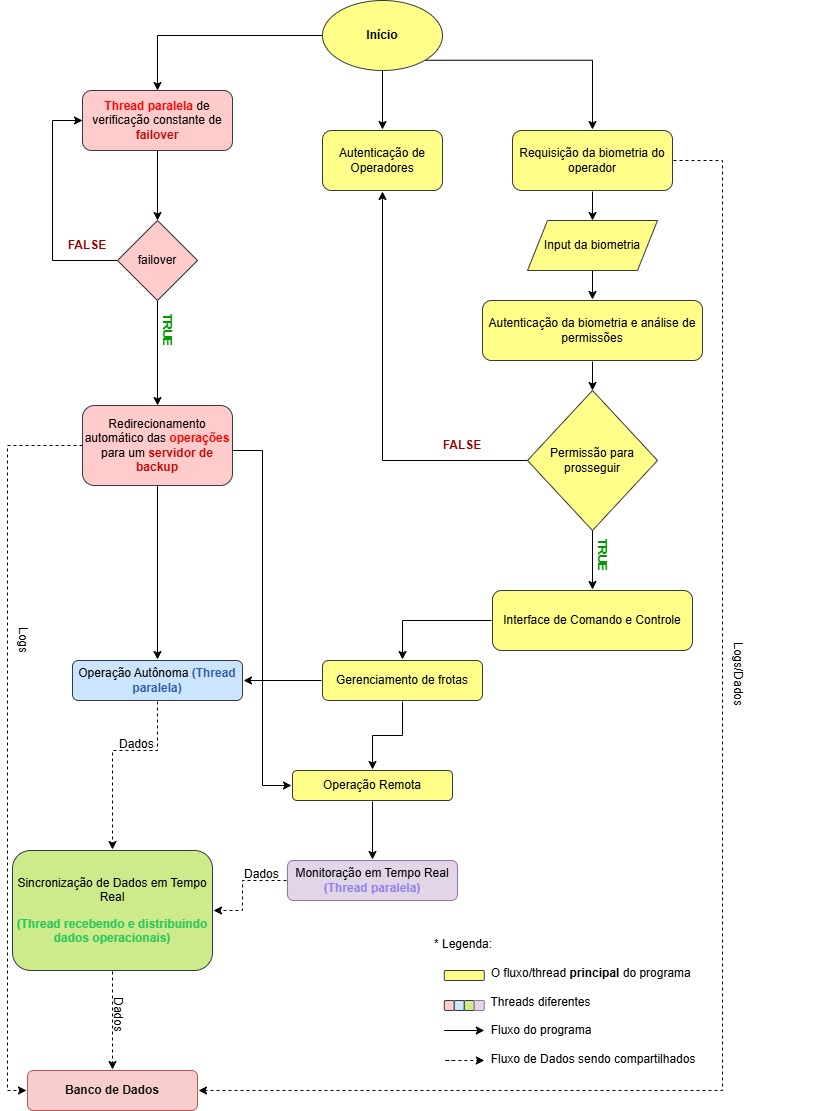 Início
Thread paralela de
verificação constante de
failover
Autenticação de
Operadores
Requisição da biometria do
operador
FALSE
failover
Input da biometria
TRUE
Autenticação da biometria e análise de
permissões
Redirecionamento
automático das operações
para um servidor de
backup
FALSE
Permissão para
prosseguir
TRUE
Logs
Interface de Comando e Controle
Logs/Dados
Operação Autônoma (Thread
paralela)
Gerenciamento de frotas
Dados
Operação Remota
Sincronização de Dados em Tempo
Real
(Thread recebendo e distribuindo
dados operacionais)
Dados
Monitoração em Tempo Real
(Thread paralela)
* Legenda:
O fluxo/thread principal do programa
Threads diferentes
Fluxo do programa
Fluxo de Dados sendo compartilhados
Dados
Banco de Dados